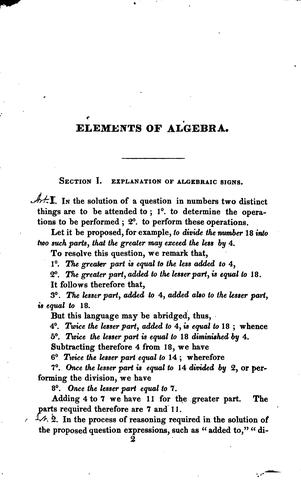 ELEMENTS OF ALGEBRA.
SECTION I. EXPLANATION OF ALGEBRAIC SIGNS.
Art. 1. IN the solution of a question in numbers two distinct
things are to be attended to; 1°. to determine the opera-
tions to be performed; 2°. to perform these operations.
Let it be proposed, for example, to divide the number 18 into
two such parts, that the greater may exceed the less by 4.
To resolve this question, we remark that,
1°. The greater part is equal to the less added to 4,
2°. The greater part, added to the lesser part, is equal to 18.
It follows therefore that,
3°. The lesser part, added to 4, added also to the lesser part,
is equal to 18.
But this language may be abridged, thus,
4°. Twice the lesser part, added to 4, is equal to 18; whence
5°. Twice the lesser part is equal to 18 diminished by 4.
Subtracting therefore 4 from 18, we have
6° Twice the lesser part equal to 14; wherefore
7°. Once the lesser part is equal to 14 divided by 2, or per-
forming the division, we have
8°. Once the lesser part equal to 7.
Adding 4 to 7 we have 11 for the greater part. The
parts required therefore are 7 and 11.
Art. 2. In the process of reasoning required in the solution of
the proposed question expressions, such as "added to," "di-
2